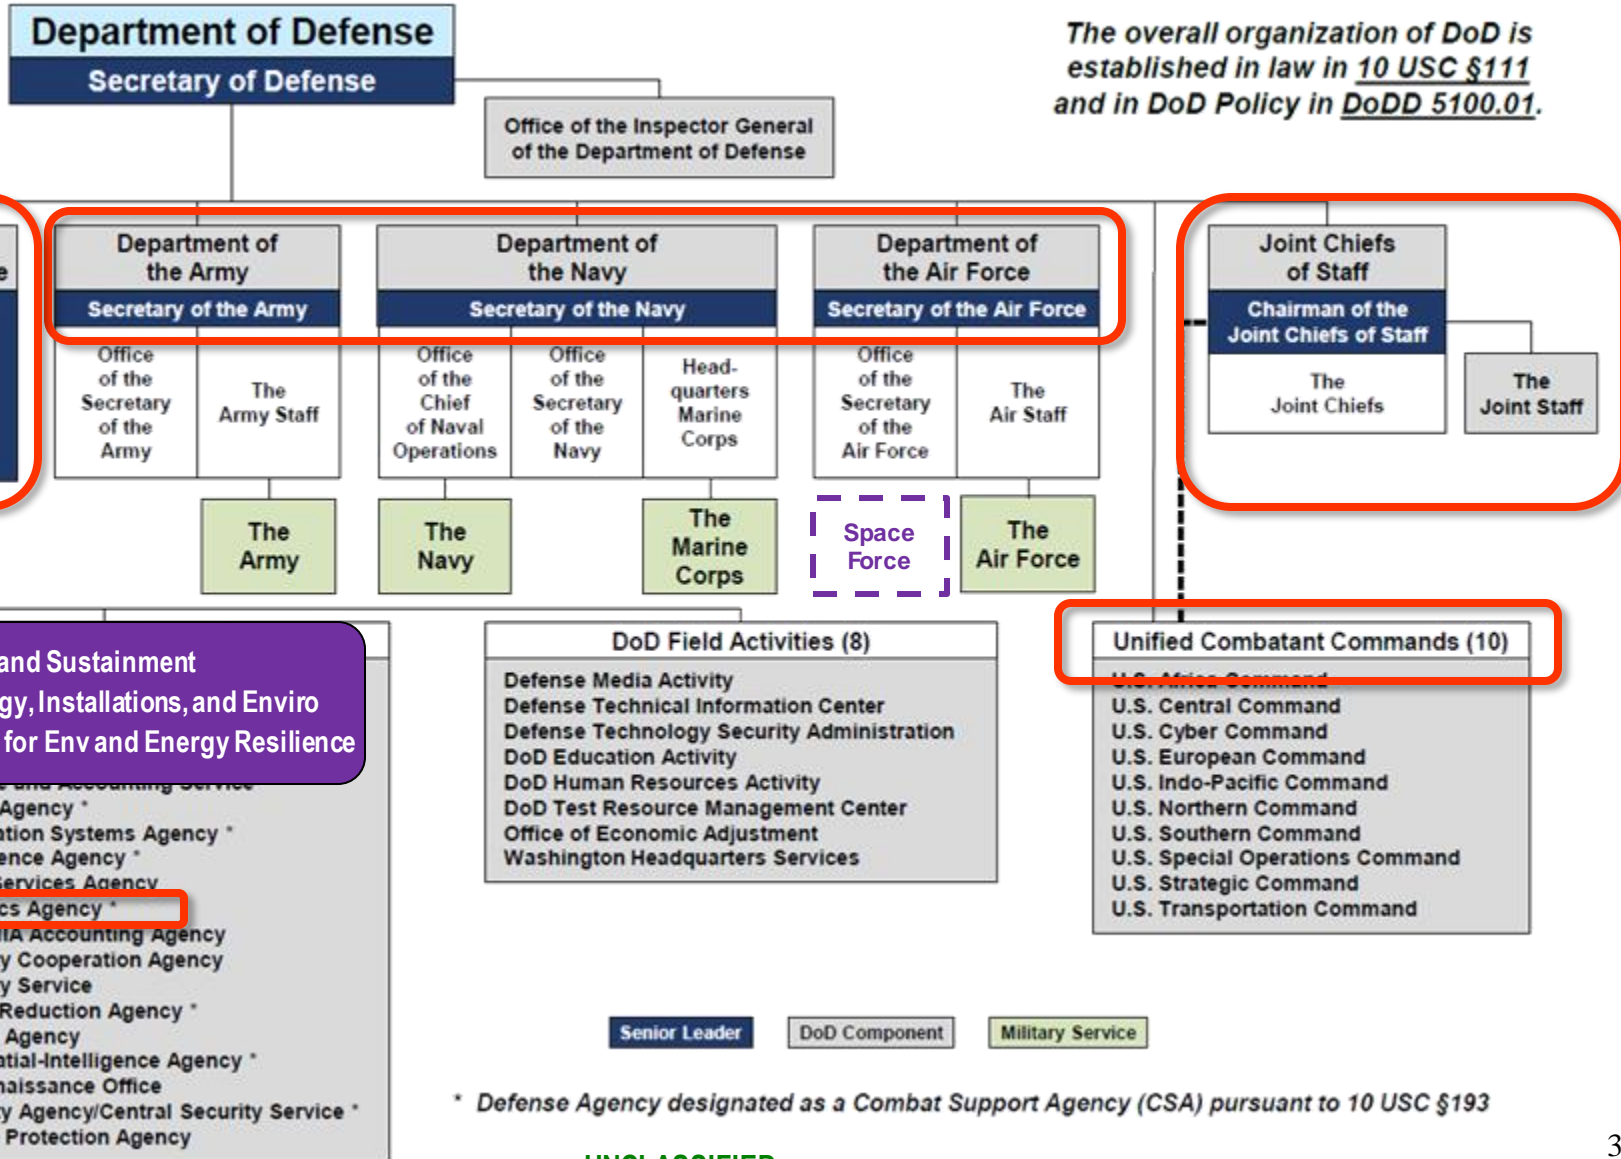 Department of Defense
Secretary of Defense
The overall organization of DoD is
established in law in 10 USC §111
and in DoD Policy in DoDD 5100.01.
Office of the Inspector General
of the Department of Defense
Department of
the Army
Secretary of the Army
Office
of the
Secretary
of the
Army
The
Army Staff
The
Army
Department of
the Navy
Secretary of the Navy
Office
of the
Chief
of Naval
Operations
Office
of the
Secretary
of the
Navy
Head-
quarters
Marine
Corps
The
Navy
The
Marine
Corps
Department of
the Air Force
Secretary of the Air Force
Office
of the
Secretary
of the
Air Force
The
Air Staff
Space
Force
The
Air Force
Joint Chiefs
of Staff
Chairman of the
Joint Chiefs of Staff
The
Joint Chiefs
The
Joint Staff
and Sustainment
gy, Installations, and Enviro
for Env and Energy Resilience
and Accounting Service
Agency *
ation Systems Agency *
ence Agency *
Services Agency
cs Agency *
IIA Accounting Agency
y Cooperation Agency
y Service
Reduction Agency *
Agency
atial-Intelligence Agency *
naissance Office
ty Agency/Central Security Service *
Protection Agency
DoD Field Activities (8)
Defense Media Activity
Defense Technical Information Center
Defense Technology Security Administration
DoD Education Activity
DoD Human Resources Activity
DoD Test Resource Management Center
Office of Economic Adjustment
Washington Headquarters Services
Unified Combatant Commands (10)
U.S. Africa Command
U.S. Central Command
U.S. Cyber Command
U.S. European Command
U.S. Indo-Pacific Command
U.S. Northern Command
U.S. Southern Command
U.S. Special Operations Command
U.S. Strategic Command
U.S. Transportation Command
Senior Leader
DoD Component
Military Service
* Defense Agency designated as a Combat Support Agency (CSA) pursuant to 10 USC §193
UNCLASSIFIED
3